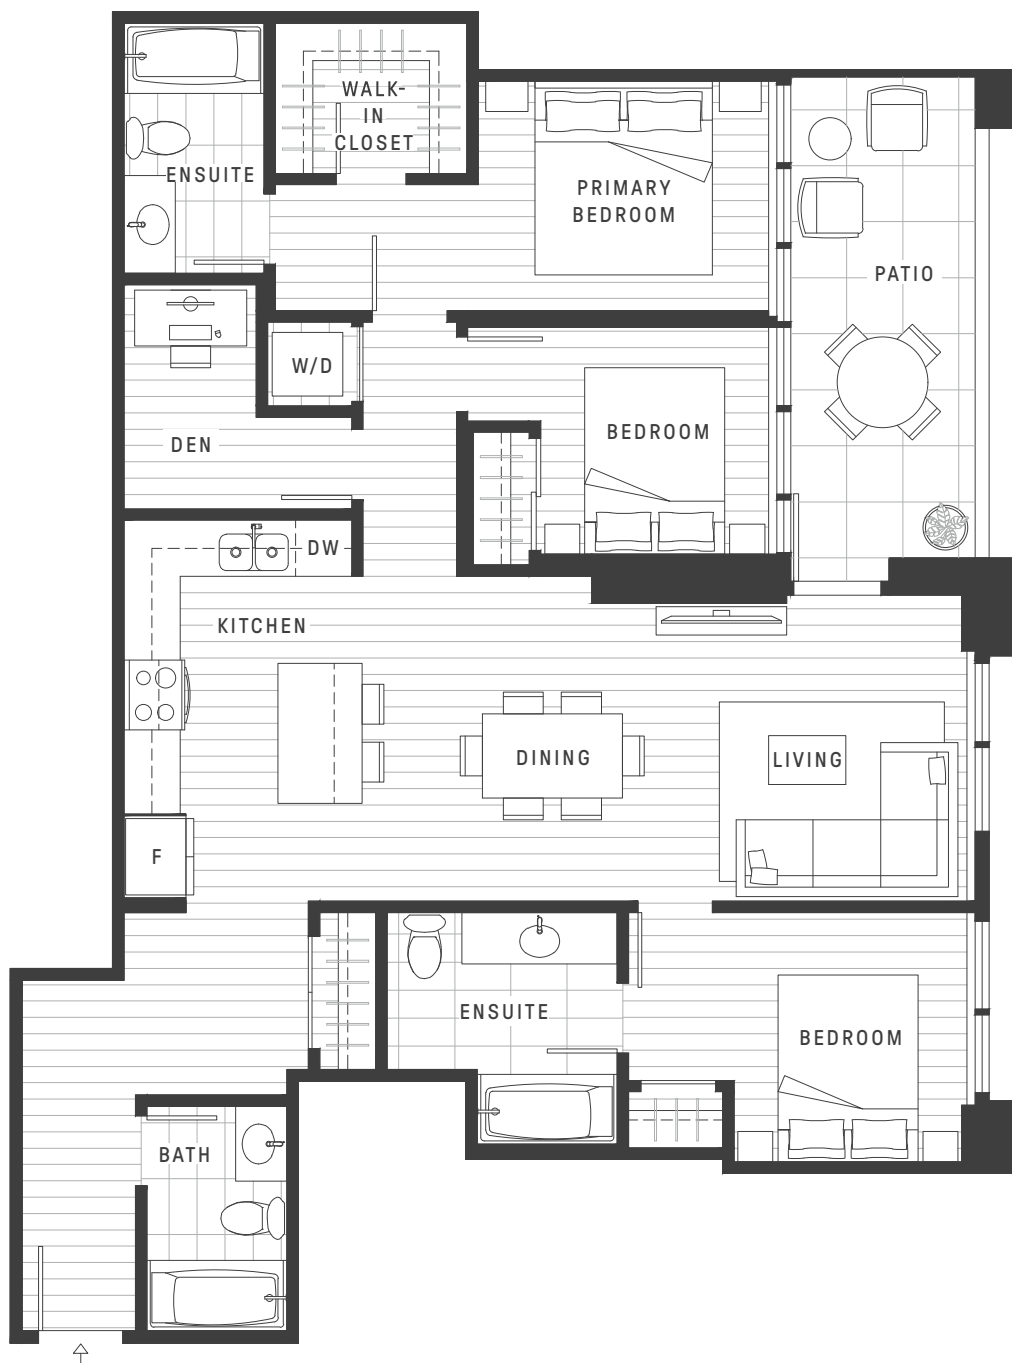 WALK-
IN
CLOSET
ENSUITE
PRIMARY
BEDROOM
PATIO
W/D
DEN
BEDROOM
DW
KITCHEN
DINING
LIVING
F
ENSUITE
BEDROOM
BATH